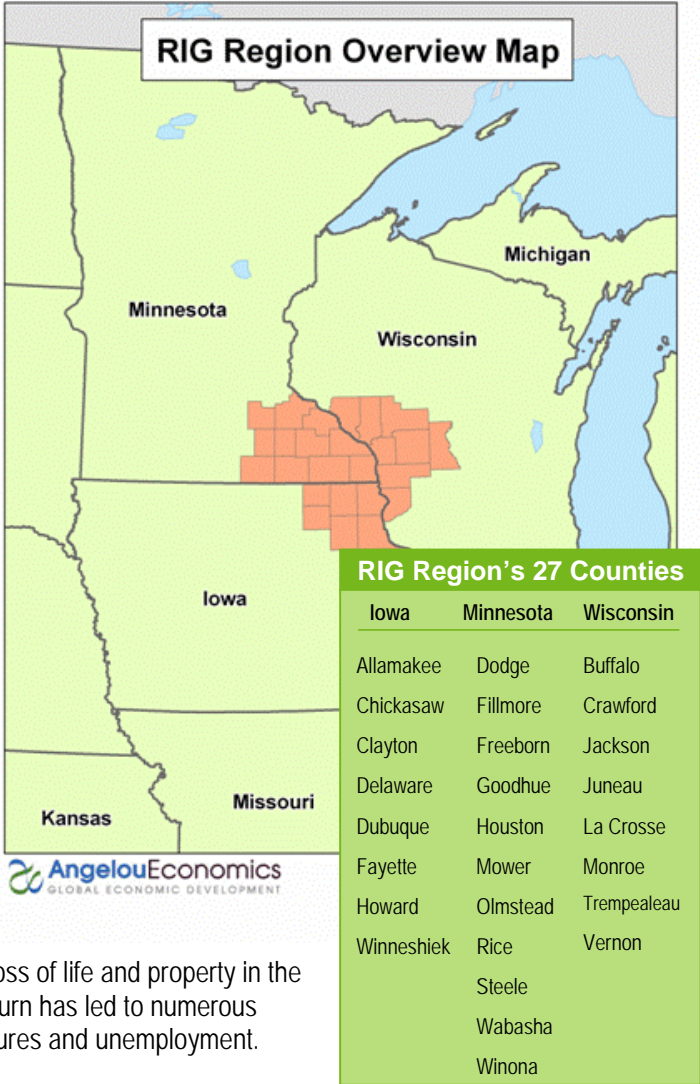 RIG Region Overview Map
Michigan
Minnesota
Wisconsin
Iowa
Kansas
Missouri
AngelouEconomics
GLOBAL ECONOMIC DEVELOPMENT
RIG Region's 27 Counties
Iowa Minnesota Wisconsin
Allamakee Dodge Buffalo
Chickasaw Fillmore Crawford
Clayton Freeborn Jackson
Delaware Goodhue Juneau
Dubuque Houston La Crosse
Fayette Mower Monroe
Howard Olmstead Trempealeau
Winneshiek Rice Vernon
Steele
Wabasha
Winona
oss of life and property in the
urn has led to numerous
ures and unemployment.